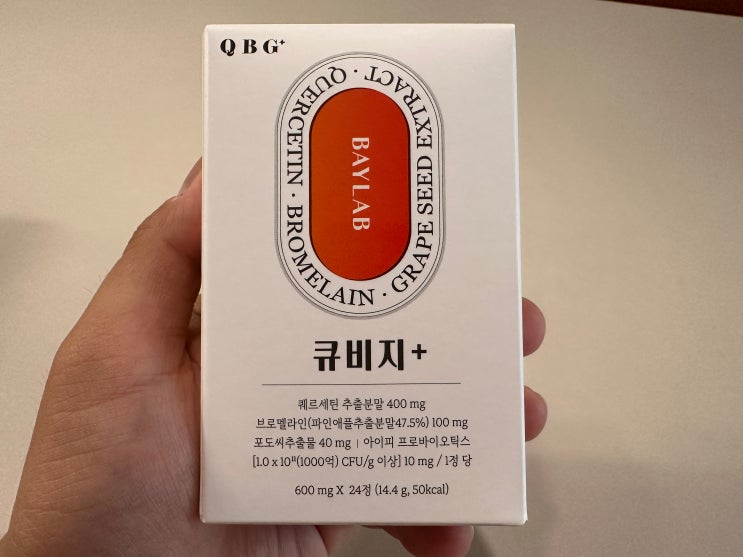 QBG+
QUERCETIN · BROMELAIN · GRAPE SEED EXTRACT ·
BAYLAB
큐비지+
퀘르세틴 추출분말 400 mg
브로멜라인(파인애플추출분말47.5%) 100 mg
포도씨추출물 40 mg | 아이피 프로바이오틱스
[1.0 x 10¹¹(1000억) CFU/g 이상] 10 mg / 1정 당
600 mg X 24정 (14.4 g, 50kcal)